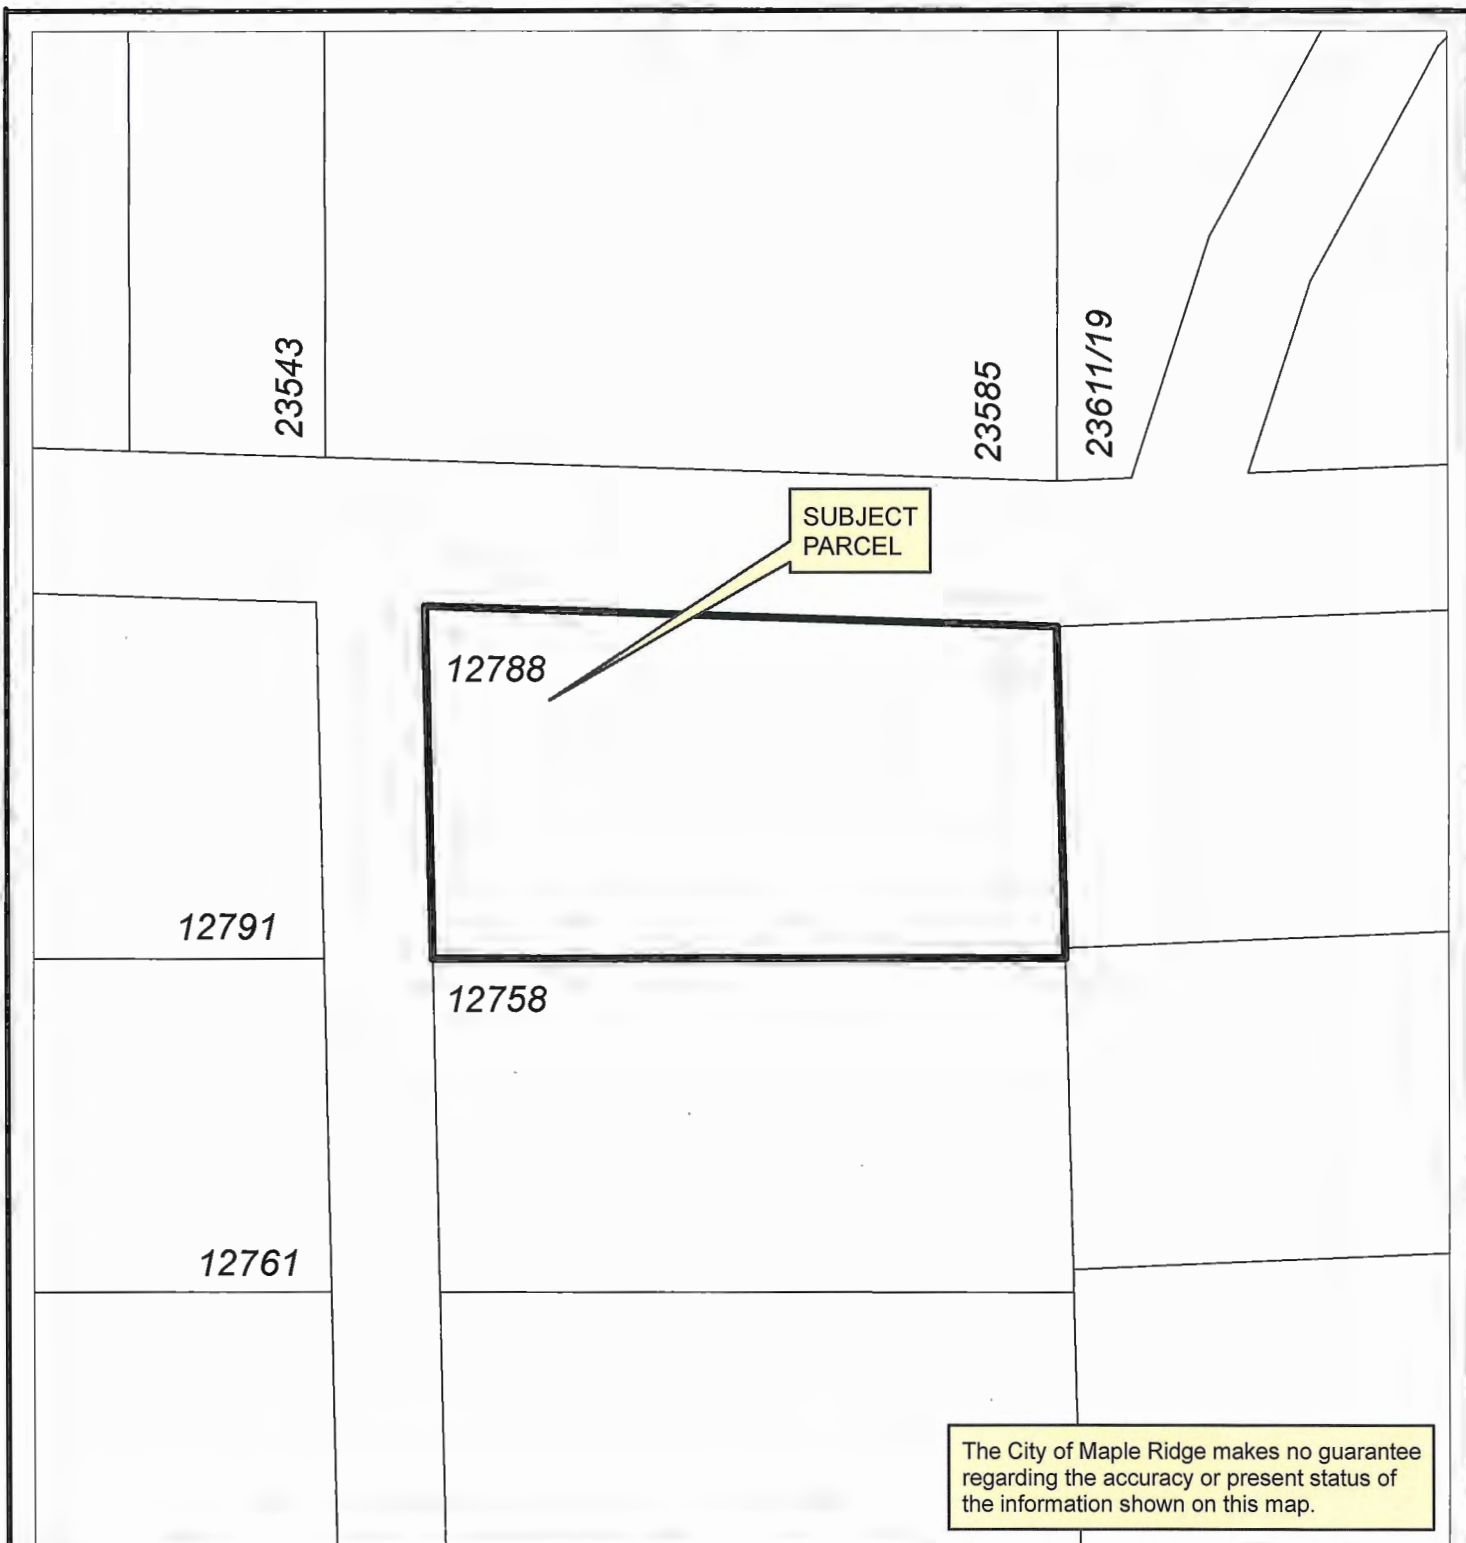 23543
23585
23611/19
SUBJECT
PARCEL
12788
12791
12758
12761
The City of Maple Ridge makes no guarantee
regarding the accuracy or present status of
the information shown on this map.